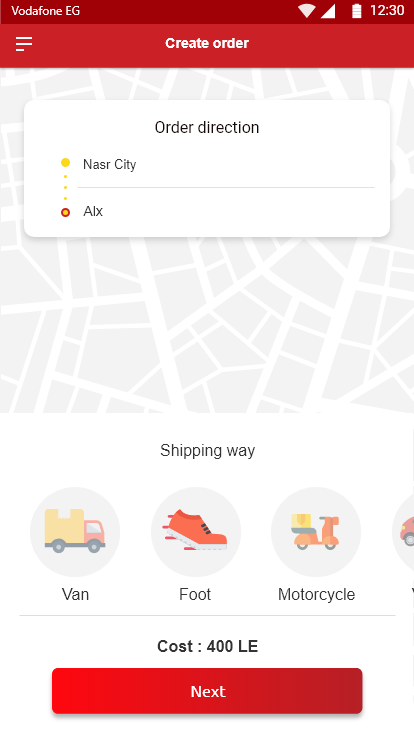 Vodafone EG 12:30
Create order
Order direction
Nasr City
Alx
Shipping way
Van Foot Motorcycle
Cost : 400 LE
Next